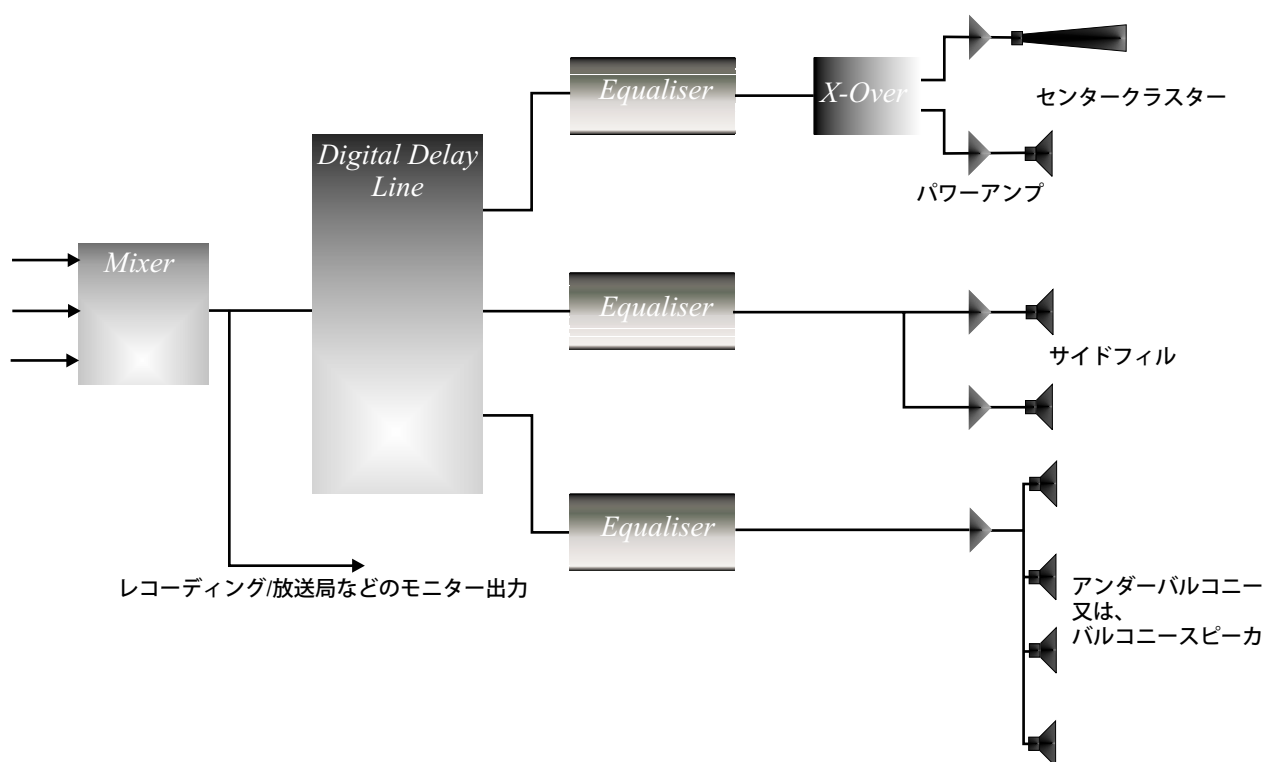 Equaliser
X-Over
センタークラスター
Digital Delay
Line
パワーアンプ
Mixer
Equaliser
サイドフィル
Equaliser
レコーディング/放送局などのモニター出力
アンダーバルコニー
又は、
バルコニースピーカ